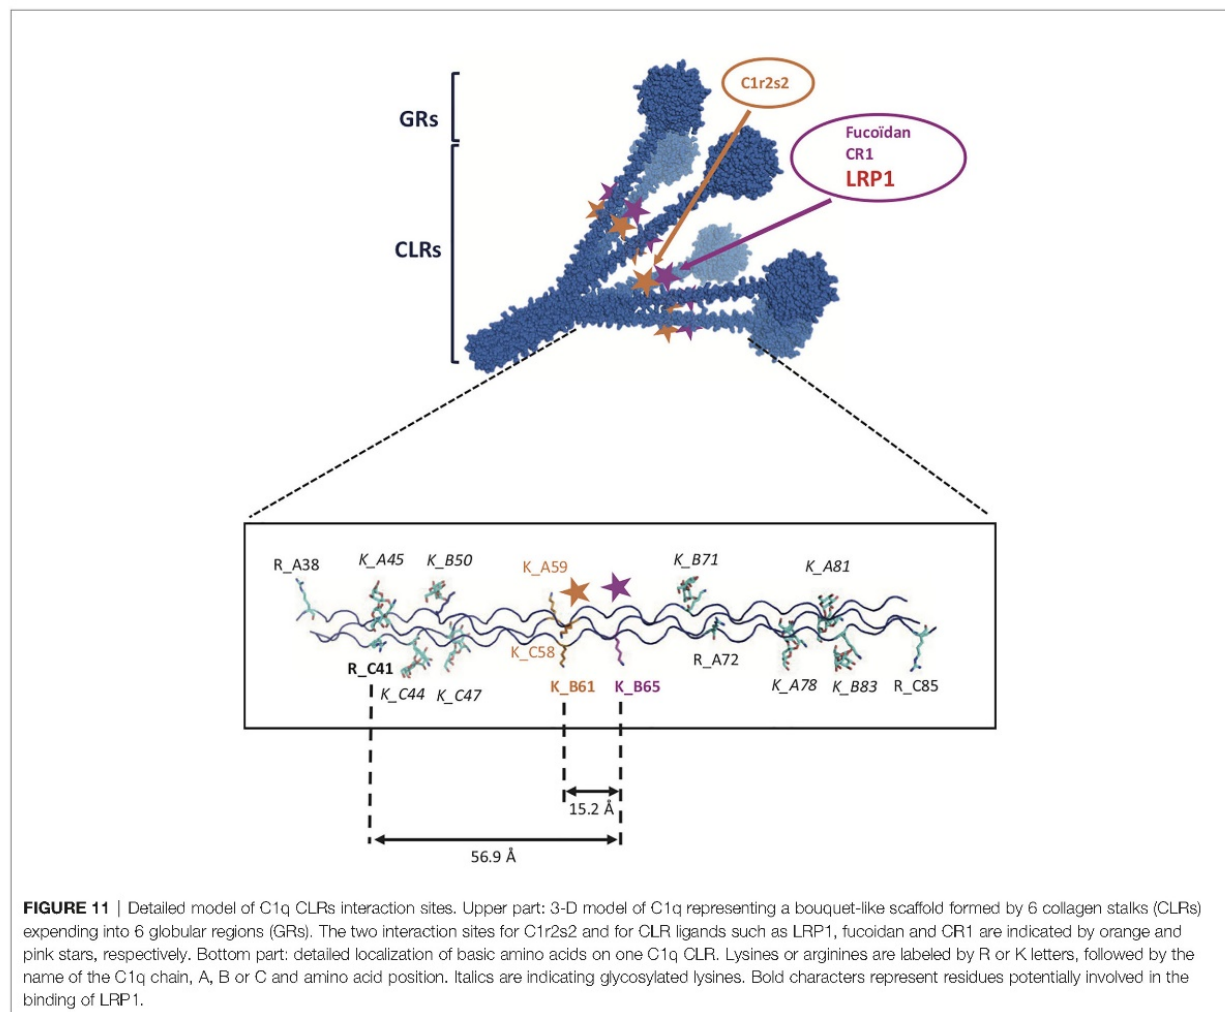 C1r2s2
GRs
Fucoïdan
CR1
LRP1
CLRs
R_A38
K_A45
K_B50
K_A59
K_B71
K_A81
R_C41
K_C44
K_C47
K_C58
K_B61
K_B65
R_A72
K_A78
K_B83
R_C85
15.2 Å
56.9 Å
FIGURE 11 | Detailed model of C1q CLRs interaction sites. Upper part: 3-D model of C1q representing a bouquet-like scaffold formed by 6 collagen stalks (CLRs)
expending into 6 globular regions (GRs). The two interaction sites for C1r2s2 and for CLR ligands such as LRP1, fucoidan and CR1 are indicated by orange and
pink stars, respectively. Bottom part: detailed localization of basic amino acids on one C1q CLR. Lysines or arginines are labeled by R or K letters, followed by the
name of the C1q chain, A, B or C and amino acid position. Italics are indicating glycosylated lysines. Bold characters represent residues potentially involved in the
binding of LRP1.